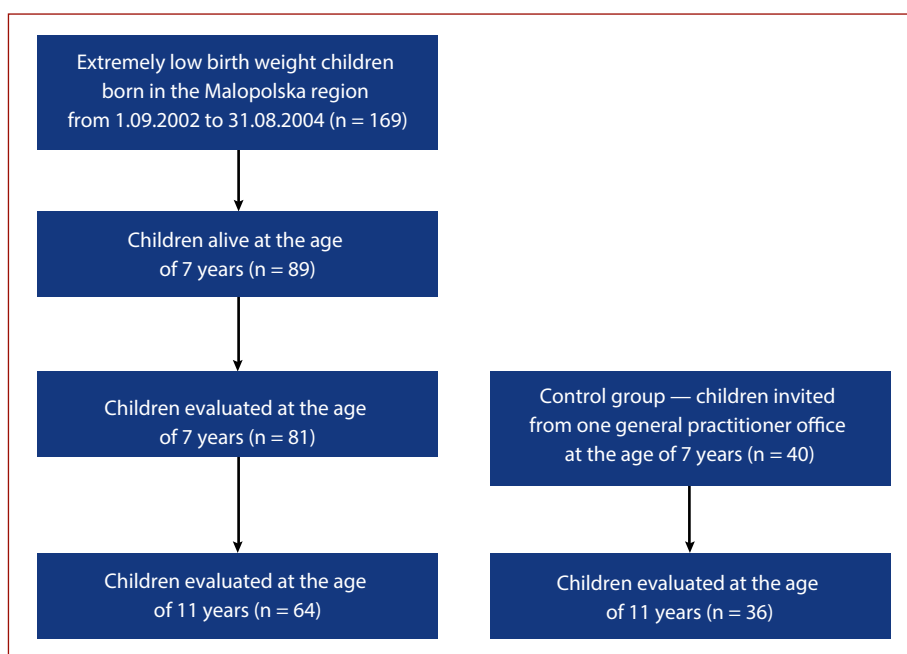 Extremely low birth weight children
born in the Malopolska region
from 1.09.2002 to 31.08.2004 (n = 169)
Children alive at the age
of 7 years (n = 89)
Children evaluated at the age
of 7 years (n = 81)
Control group — children invited
from one general practitioner office
at the age of 7 years (n = 40)
Children evaluated at the age
of 11 years (n = 64)
Children evaluated at the age
of 11 years (n = 36)